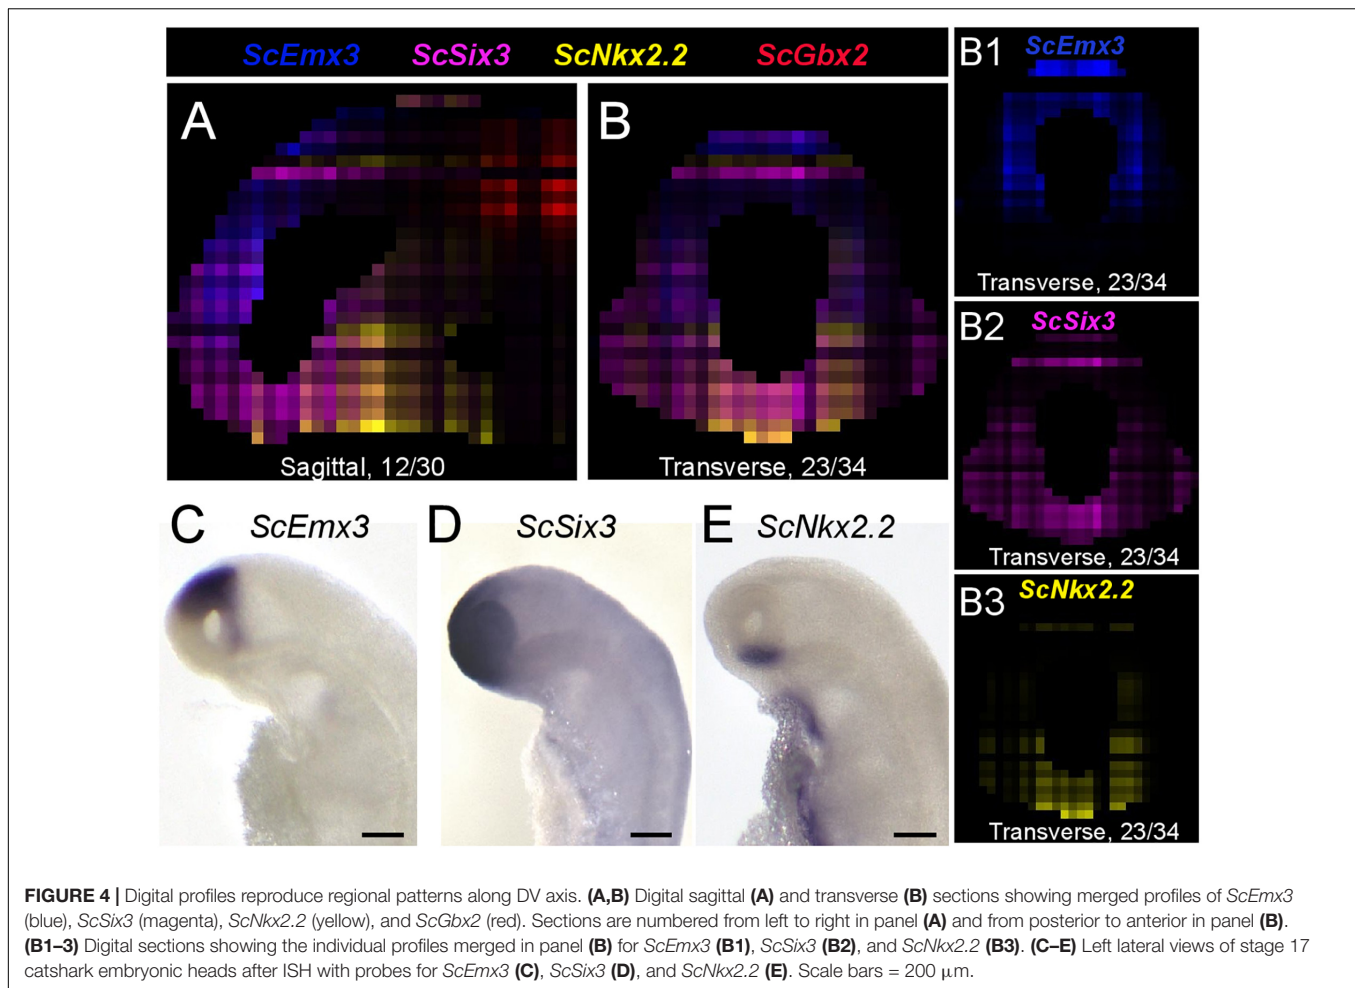 ScEmx3 ScSix3 ScNkx2.2 ScGbx2
A
Sagittal, 12/30
B
Transverse, 23/34
B1 ScEmx3
Transverse, 23/34
B2 ScSix3
Transverse, 23/34
B3 ScNkx2.2
Transverse, 23/34
C ScEmx3
D ScSix3
E ScNkx2.2
FIGURE 4 | Digital profiles reproduce regional patterns along DV axis. (A,B) Digital sagittal (A) and transverse (B) sections showing merged profiles of ScEmx3
(blue), ScSix3 (magenta), ScNkx2.2 (yellow), and ScGbx2 (red). Sections are numbered from left to right in panel (A) and from posterior to anterior in panel (B).
(B1–3) Digital sections showing the individual profiles merged in panel (B) for ScEmx3 (B1), ScSix3 (B2), and ScNkx2.2 (B3). (C–E) Left lateral views of stage 17
catshark embryonic heads after ISH with probes for ScEmx3 (C), ScSix3 (D), and ScNkx2.2 (E). Scale bars = 200 μm.